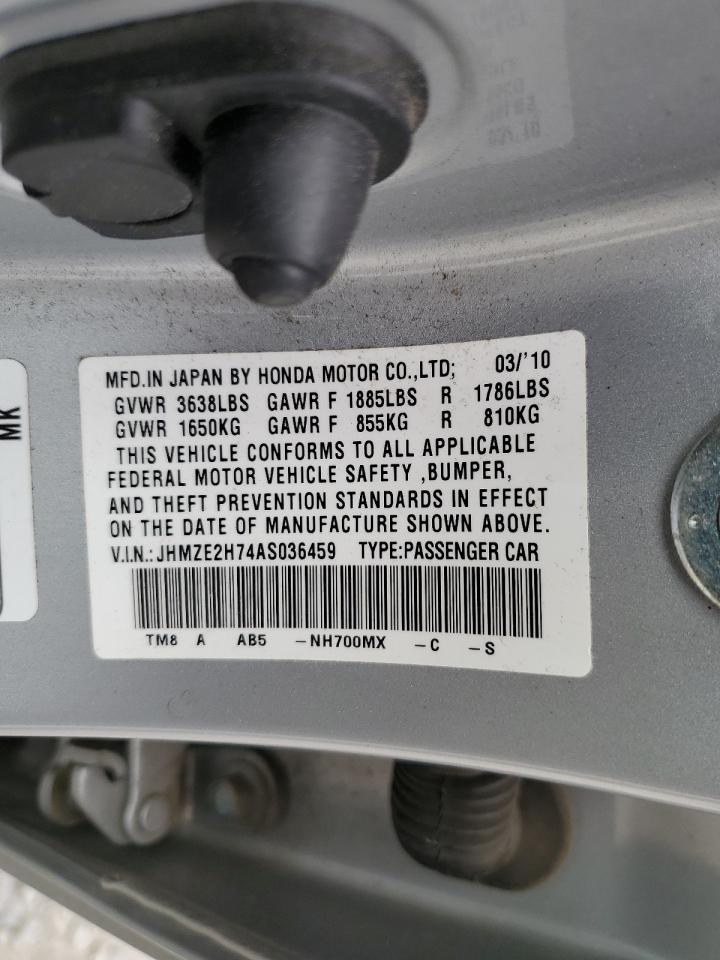 MFD.IN JAPAN BY HONDA MOTOR CO.,LTD; 03/'10
GVWR 3638LBS GAWR F 1885LBS R 1786LBS
GVWR 1650KG GAWR F 855KG R 810KG
THIS VEHICLE CONFORMS TO ALL APPLICABLE
FEDERAL MOTOR VEHICLE SAFETY ,BUMPER,
AND THEFT PREVENTION STANDARDS IN EFFECT
ON THE DATE OF MANUFACTURE SHOWN ABOVE.
V.I.N.:JHMZE2H74AS036459 TYPE:PASSENGER CAR
TM8 A AB5 -NH700MX -C -S
MK